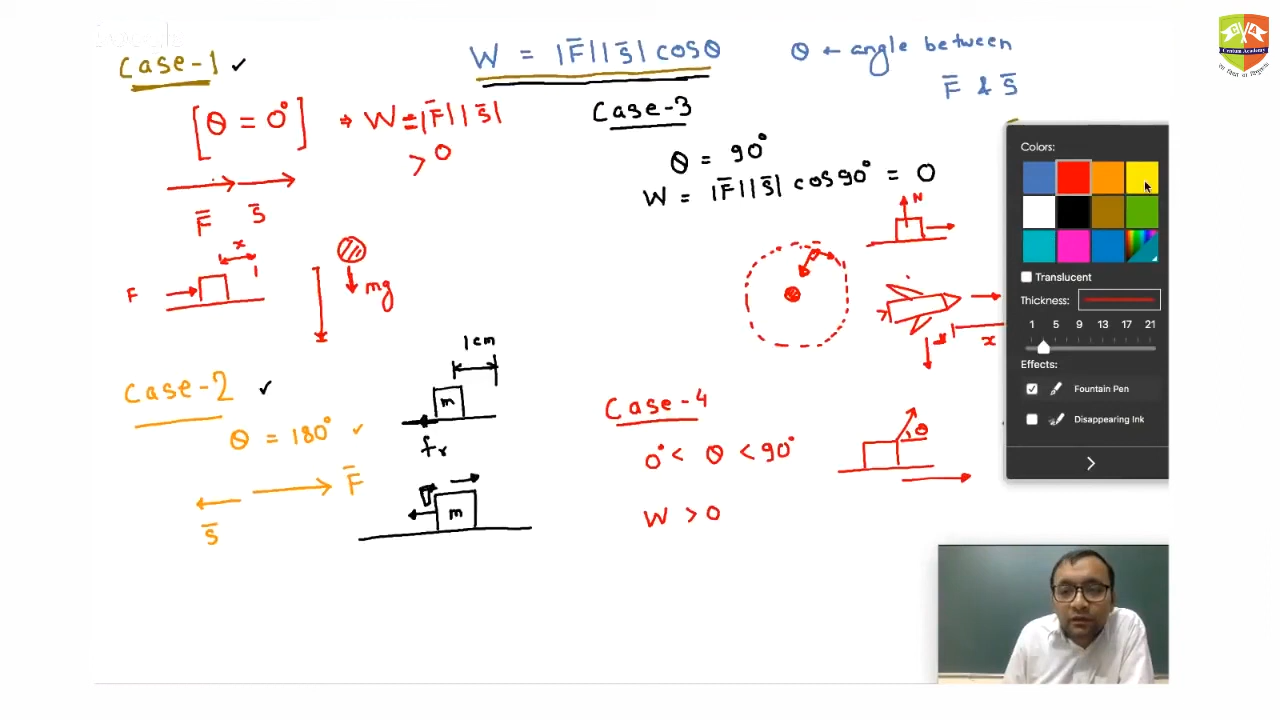 W = |F̄| |s̄| cosθ
θ ← angle between
F̄ & s̄
Case-1 ✓
[θ = 0°] ⇒ W = |F̄| |s̄|
> 0
F̄ s̄
x
F
mg
Case-2 ✓
θ = 180° ✓
F̄
s̄
1cm
m
fr
m
Case-3
θ = 90°
W = |F̄| |s̄| cos 90° = 0
N
x
Case-4
0° < θ < 90°
W > 0
θ
Colors:
Translucent
Thickness:
1 5 9 13 17 21
Effects:
Fountain Pen
Disappearing Ink
Centum Academy